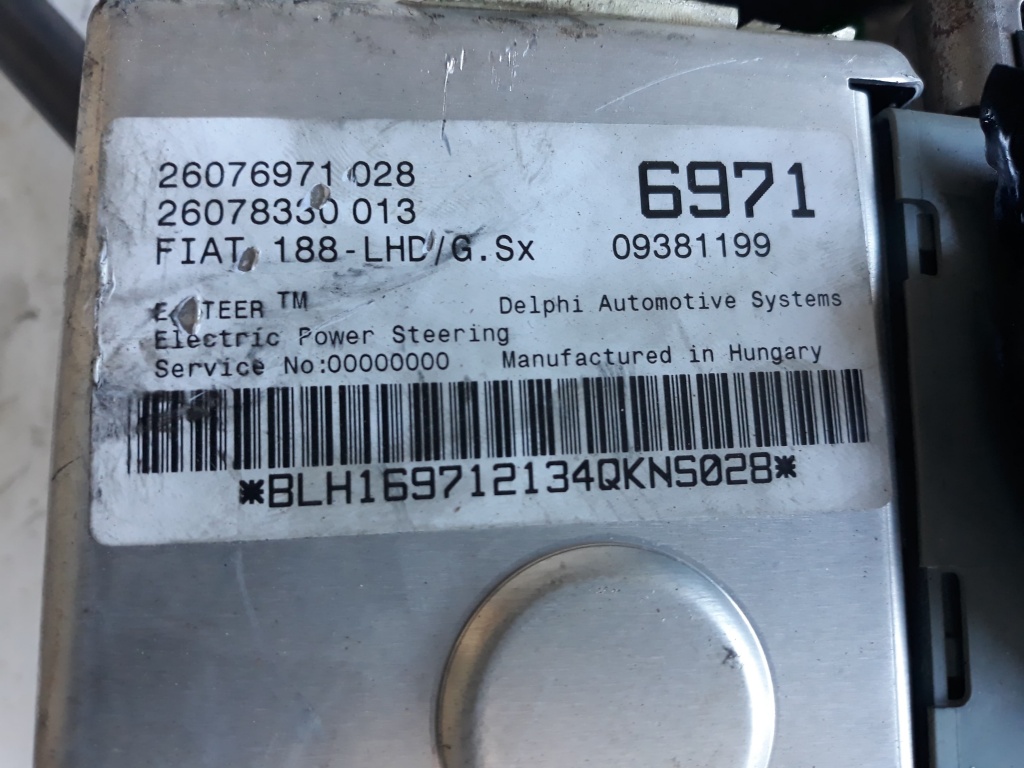 26076971 028 6971
26078330 013
FIAT 188-LHD/G.Sx 09381199
TM Delphi Automotive Systems
Electric Power Steering
Service No:00000000 Manufactured in Hungary
*BLH169712134QKNS028*